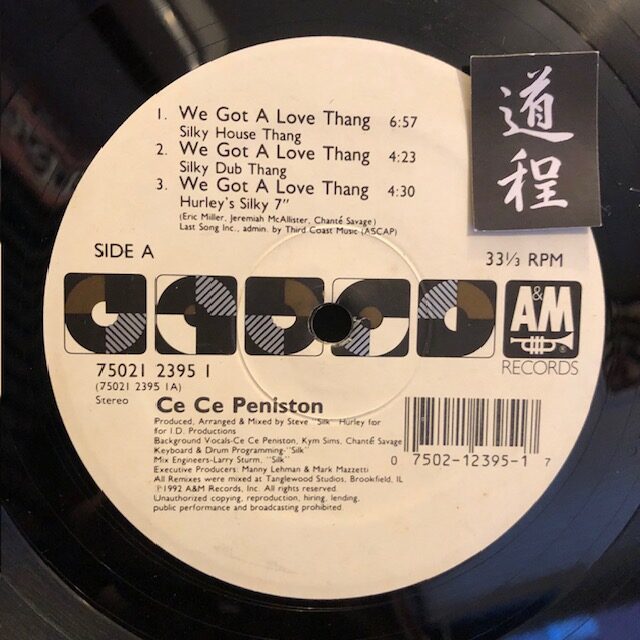 1. We Got A Love Thang 6:57
Silky House Thang
2. We Got A Love Thang 4:23
Silky Dub Thang
3. We Got A Love Thang 4:30
Hurley's Silky 7"
(Eric Miller, Jeremiah McAllister, Chanté Savage)
Last Song Inc., admin. by Third Coast Music (ASCAP)
道程
SIDE A
33⅓ RPM
A&M
RECORDS
75021 2395 1
(75021 2395 1A)
Stereo
Ce Ce Peniston
Produced, Arranged & Mixed by Steve "Silk" Hurley for
for I.D. Productions
Background Vocals-Ce Ce Peniston, Kym Sims, Chanté Savage
Keyboard & Drum Programming-"Silk"
Mix Engineers-Larry Sturm, "Silk"
Executive Producers: Manny Lehman & Mark Mazzetti
All Remixes were mixed at Tanglewood Studios, Brookfield, IL
℗1992 A&M Records, Inc. All rights reserved.
Unauthorized copying, reproduction, hiring, lending,
public performance and broadcasting prohibited.
0 7502-12395-1 7